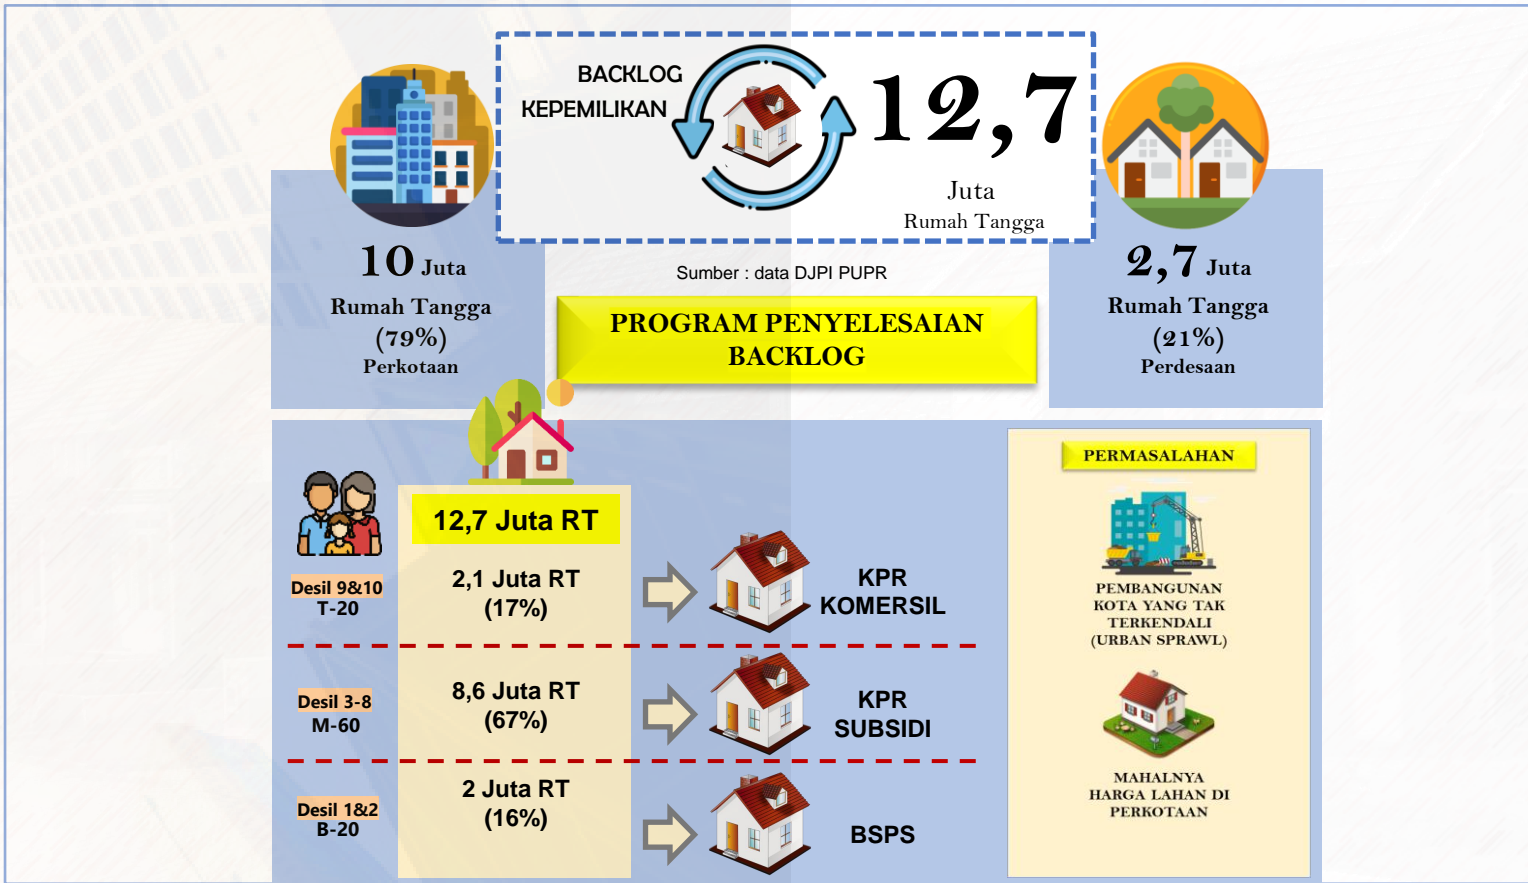 BACKLOG
KEPEMILIKAN
12,7
Juta
Rumah Tangga
10 Juta
Rumah Tangga
(79%)
Perkotaan
2,7 Juta
Rumah Tangga
(21%)
Perdesaan
Sumber : data DJPI PUPR
PROGRAM PENYELESAIAN
BACKLOG
12,7 Juta RT
Desil 9&10
T-20
2,1 Juta RT
(17%)
KPR
KOMERSIL
Desil 3-8
M-60
8,6 Juta RT
(67%)
KPR
SUBSIDI
Desil 1&2
B-20
2 Juta RT
(16%)
BSPS
PERMASALAHAN
PEMBANGUNAN
KOTA YANG TAK
TERKENDALI
(URBAN SPRAWL)
MAHALNYA
HARGA LAHAN DI
PERKOTAAN